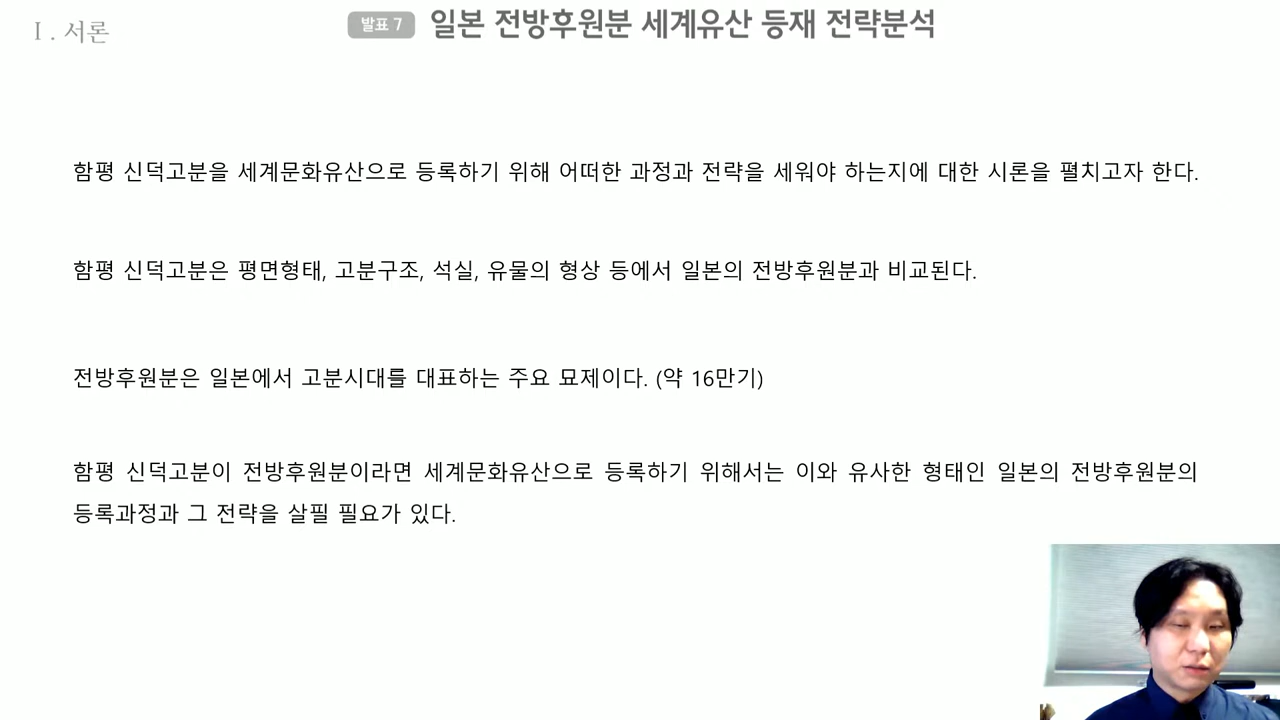 Ⅰ. 서론
발표 7 일본 전방후원분 세계유산 등재 전략분석
함평 신덕고분을 세계문화유산으로 등록하기 위해 어떠한 과정과 전략을 세워야 하는지에 대한 시론을 펼치고자 한다.
함평 신덕고분은 평면형태, 고분구조, 석실, 유물의 형상 등에서 일본의 전방후원분과 비교된다.
전방후원분은 일본에서 고분시대를 대표하는 주요 묘제이다. (약 16만기)
함평 신덕고분이 전방후원분이라면 세계문화유산으로 등록하기 위해서는 이와 유사한 형태인 일본의 전방후원분의
등록과정과 그 전략을 살필 필요가 있다.